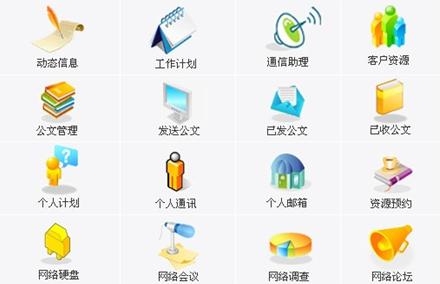 动态信息 工作计划 通信助理 客户资源
公文管理 发送公文 已发公文 已收公文
个人计划 个人通讯 个人邮箱 资源预约
网络硬盘 网络会议 网络调查 网络论坛